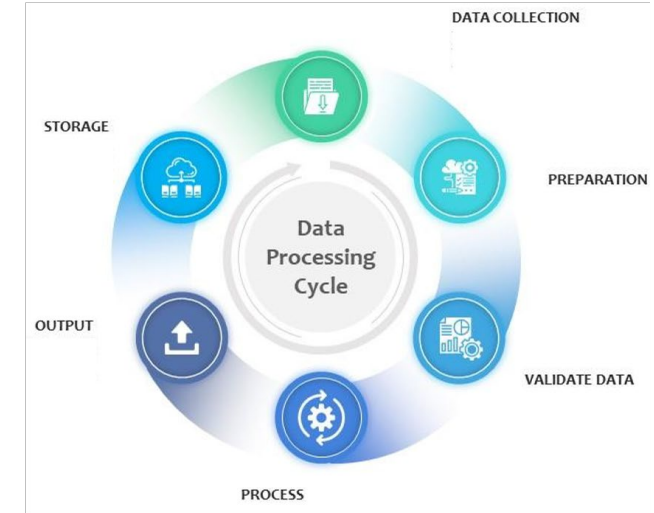 DATA COLLECTION
STORAGE
PREPARATION
Data
Processing
Cycle
OUTPUT
VALIDATE DATA
PROCESS